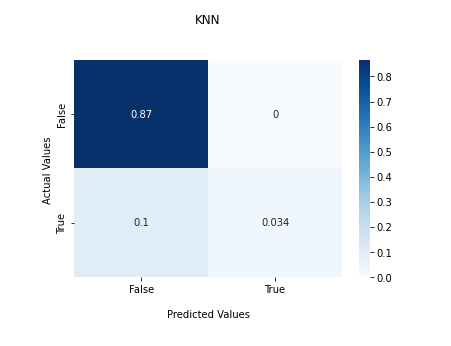 KNN
Actual Values
False
0.87
0
True
0.1
0.034
False
True
Predicted Values
0.8
0.7
0.6
0.5
0.4
0.3
0.2
0.1
0.0